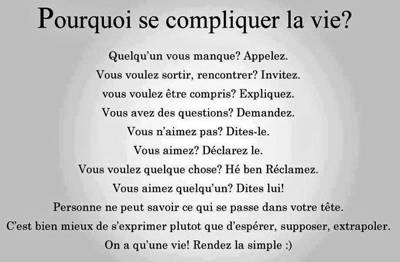 Pourquoi se compliquer la vie?
Quelqu'un vous manque? Appelez.
Vous voulez sortir, rencontrer? Invitez.
vous voulez être compris? Expliquez.
Vous avez des questions? Demandez.
Vous n'aimez pas? Dites-le.
Vous aimez? Déclarez le.
Vous voulez quelque chose? Hé ben Réclamez.
Vous aimez quelqu'un? Dites lui!
Personne ne peut savoir ce qui se passe dans votre tête.
C'est bien mieux de s'exprimer plutot que d'espérer, supposer, extrapoler.
On a qu'une vie! Rendez la simple :)